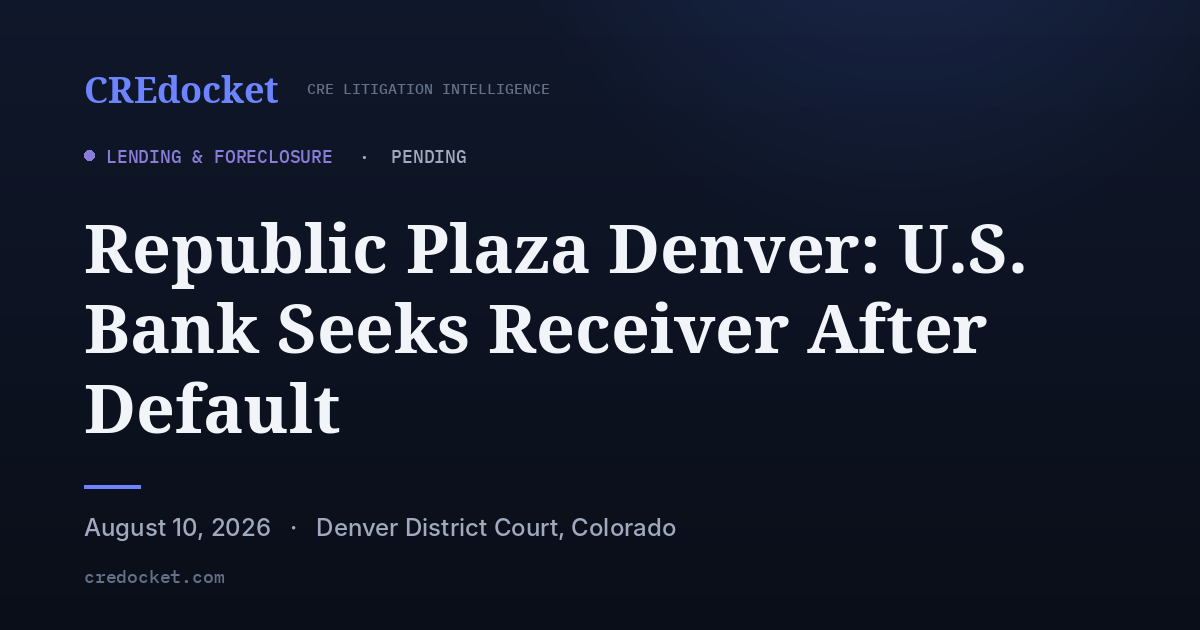 CREdocket CRE LITIGATION INTELLIGENCE
LENDING & FORECLOSURE · PENDING
Republic Plaza Denver: U.S.
Bank Seeks Receiver After
Default
August 10, 2026 · Denver District Court, Colorado
credocket.com